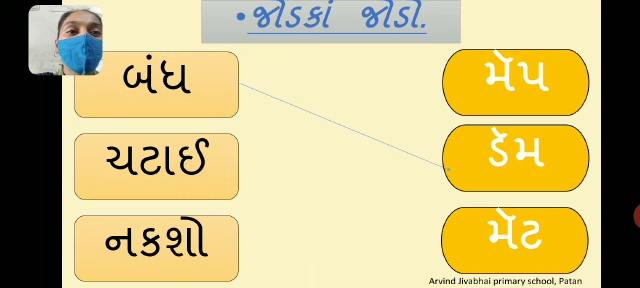 • જોડકાં જોડો.
બંધ
મૅપ
ચટાઈ
ડૅમ
નકશો
મૅટ
Arvind Jivabhai primary school, Patan